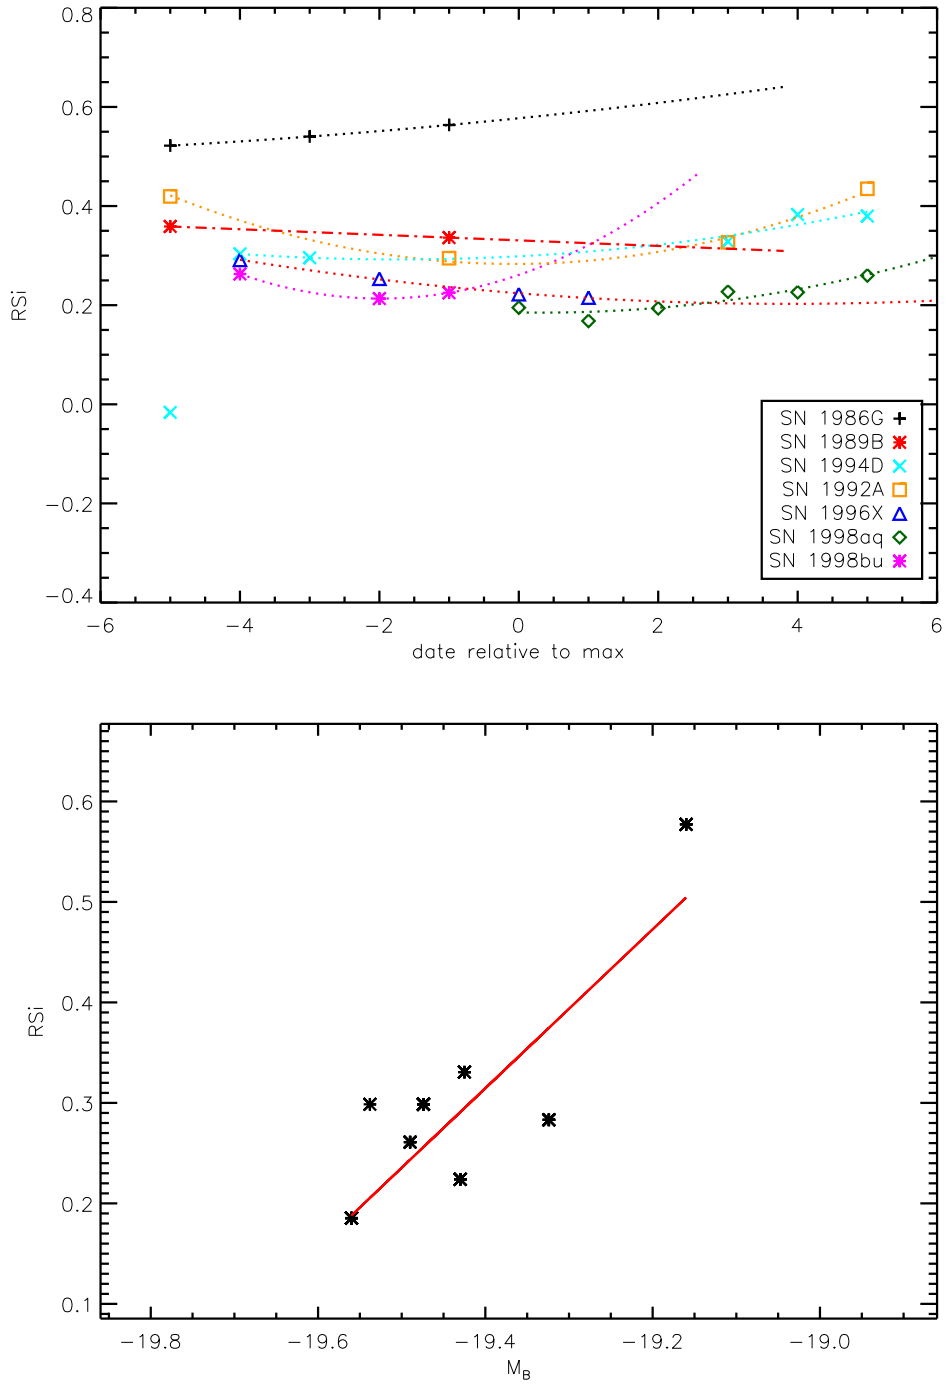 0.8
0.6
0.4
0.2
0.0
−0.2
−0.4
RSi
SN 1986G
SN 1989B
SN 1994D
SN 1992A
SN 1996X
SN 1998aq
SN 1998bu
−6 −4 −2 0 2 4 6
date relative to max
0.6
0.5
0.4
0.3
0.2
0.1
RSi
−19.8 −19.6 −19.4 −19.2 −19.0
M_B